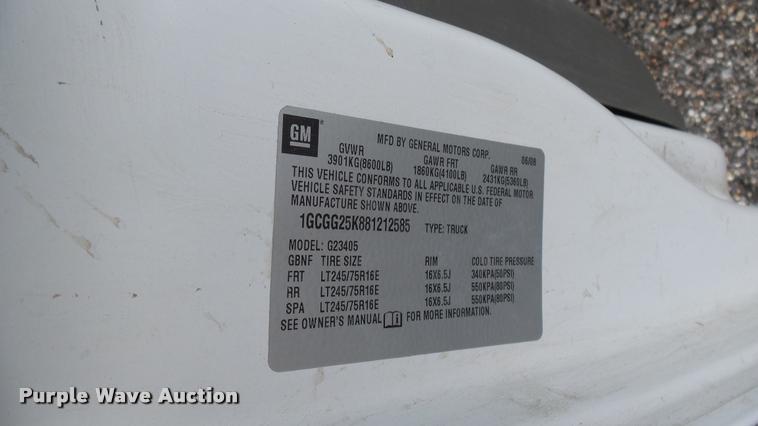 GM
MFD BY GENERAL MOTORS CORP. 06/08
GVWR GAWR FRT GAWR RR
3901KG(8600LB) 1860KG(4100LB) 2431KG(5360LB)
THIS VEHICLE CONFORMS TO ALL APPLICABLE U.S. FEDERAL MOTOR
VEHICLE SAFETY STANDARDS IN EFFECT ON THE DATE OF
MANUFACTURE SHOWN ABOVE.
1GCGG25K881212585 TYPE: TRUCK
MODEL: G23405
GBNF TIRE SIZE RIM COLD TIRE PRESSURE
FRT LT245/75R16E 16X6.5J 340KPA(50PSI)
RR LT245/75R16E 16X6.5J 550KPA(80PSI)
SPA LT245/75R16E 16X6.5J 550KPA(80PSI)
SEE OWNER'S MANUAL FOR MORE INFORMATION.
Purple Wave Auction